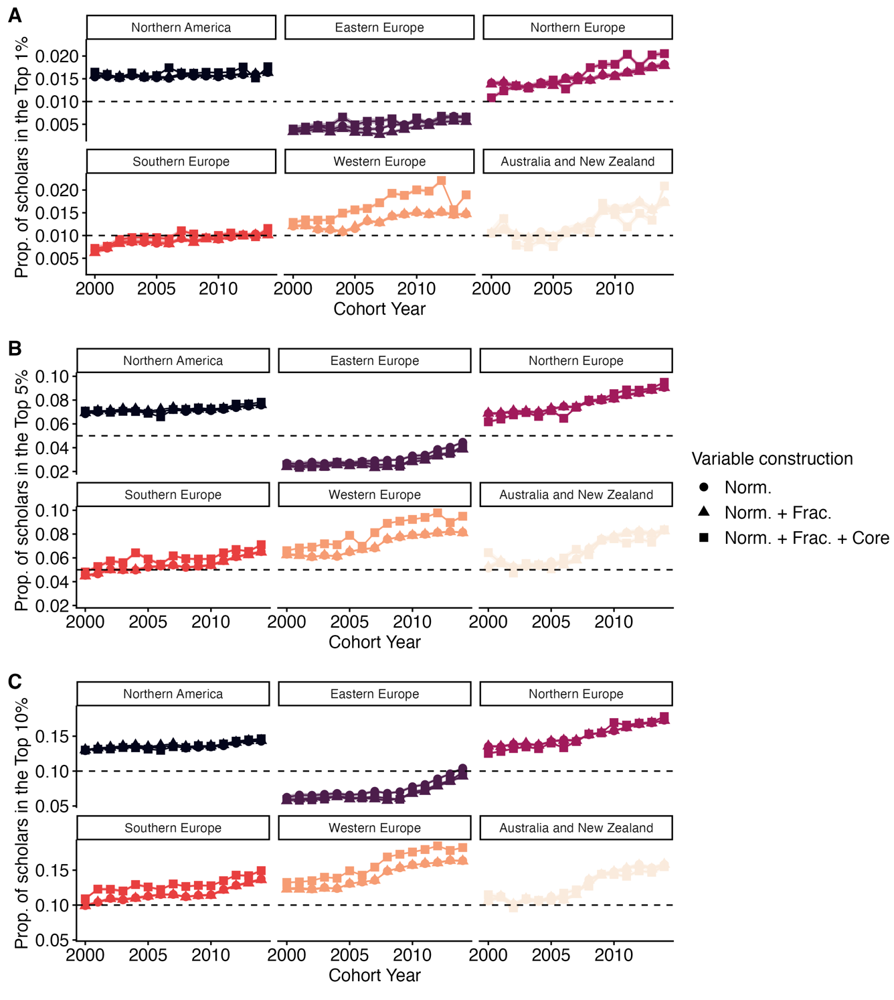 A
Prop. of scholars in the Top 1%
Northern America
Eastern Europe
Northern Europe
0.020
0.015
0.010
0.005
Southern Europe
Western Europe
Australia and New Zealand
0.020
0.015
0.010
0.005
2000 2005 2010 2000 2005 2010 2000 2005 2010
Cohort Year
B
Prop. of scholars in the Top 5%
Northern America
Eastern Europe
Northern Europe
0.10
0.08
0.06
0.04
0.02
Southern Europe
Western Europe
Australia and New Zealand
0.10
0.08
0.06
0.04
0.02
2000 2005 2010 2000 2005 2010 2000 2005 2010
Cohort Year
Variable construction
Norm.
Norm. + Frac.
Norm. + Frac. + Core
C
Prop. of scholars in the Top 10%
Northern America
Eastern Europe
Northern Europe
0.15
0.10
0.05
Southern Europe
Western Europe
Australia and New Zealand
0.15
0.10
0.05
2000 2005 2010 2000 2005 2010 2000 2005 2010
Cohort Year